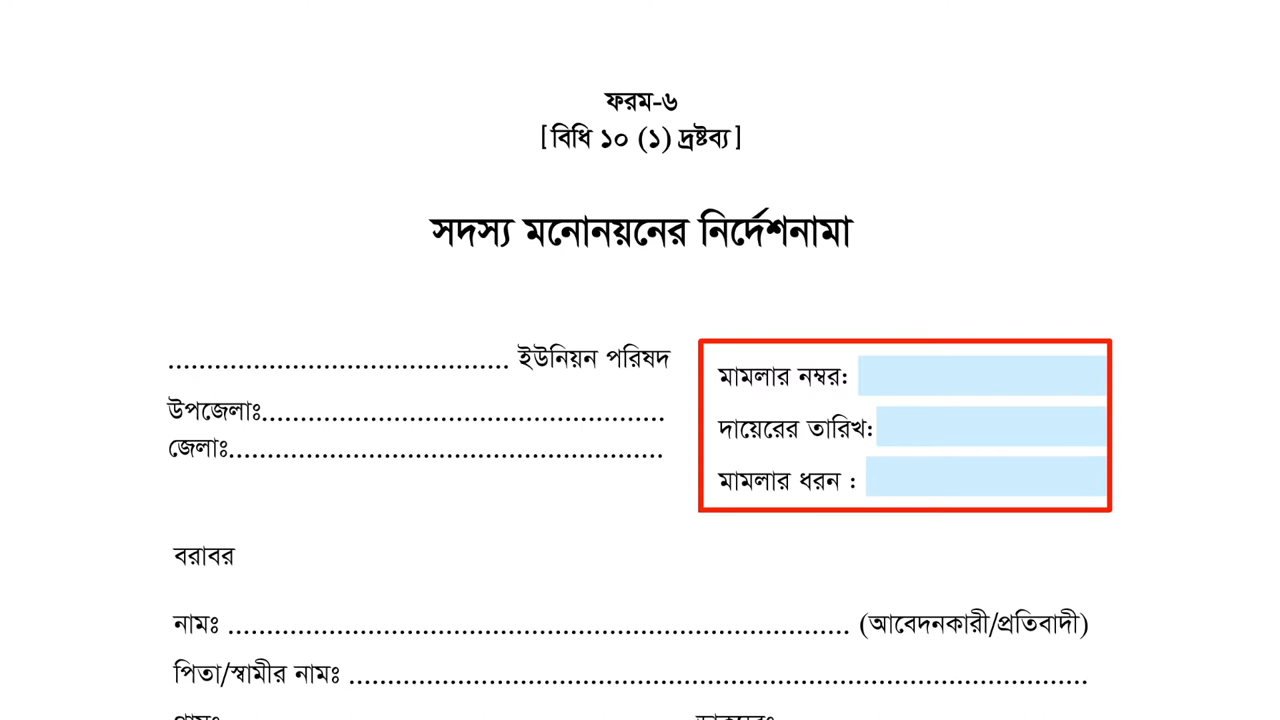 ফরম-৬
[বিধি ১০ (১) দ্রষ্টব্য]
সদস্য মনোনয়নের নির্দেশনামা
........................................... ইউনিয়ন পরিষদ
উপজেলাঃ....................................................
জেলাঃ........................................................
মামলার নম্বর:
দায়েরের তারিখ:
মামলার ধরন :
বরাবর
নামঃ ................................................................................ (আবেদনকারী/প্রতিবাদী)
পিতা/স্বামীর নামঃ ...............................................................................................